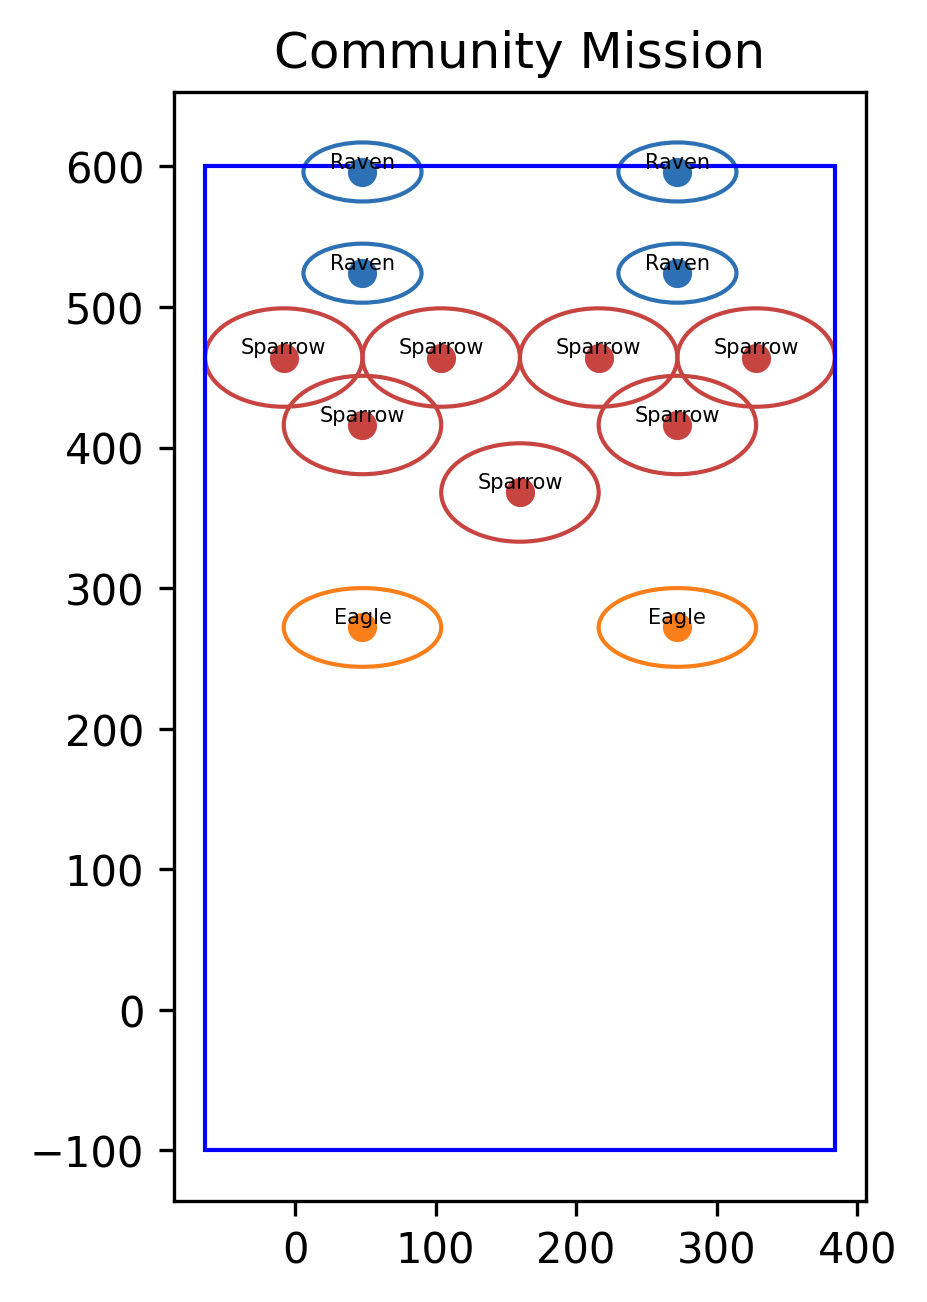 Community Mission
600
500
400
300
200
100
0
−100
Raven Raven
Raven Raven
Sparrow Sparrow Sparrow Sparrow
Sparrow Sparrow
Sparrow
Eagle Eagle
0 100 200 300 400